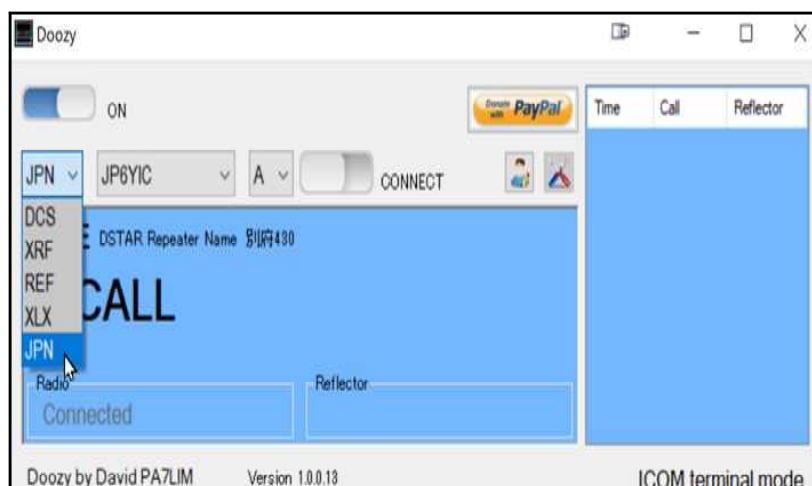 Doozy
ON
Donate with PayPal
Time Call Reflector
JPN JP6YIC A CONNECT
DCS
XRF
REF
XLX
JPN
DSTAR Repeater Name 別府430
CALL
Radio
Connected
Reflector
Doozy by David PA7LIM Version 1.0.0.13 ICOM terminal mode